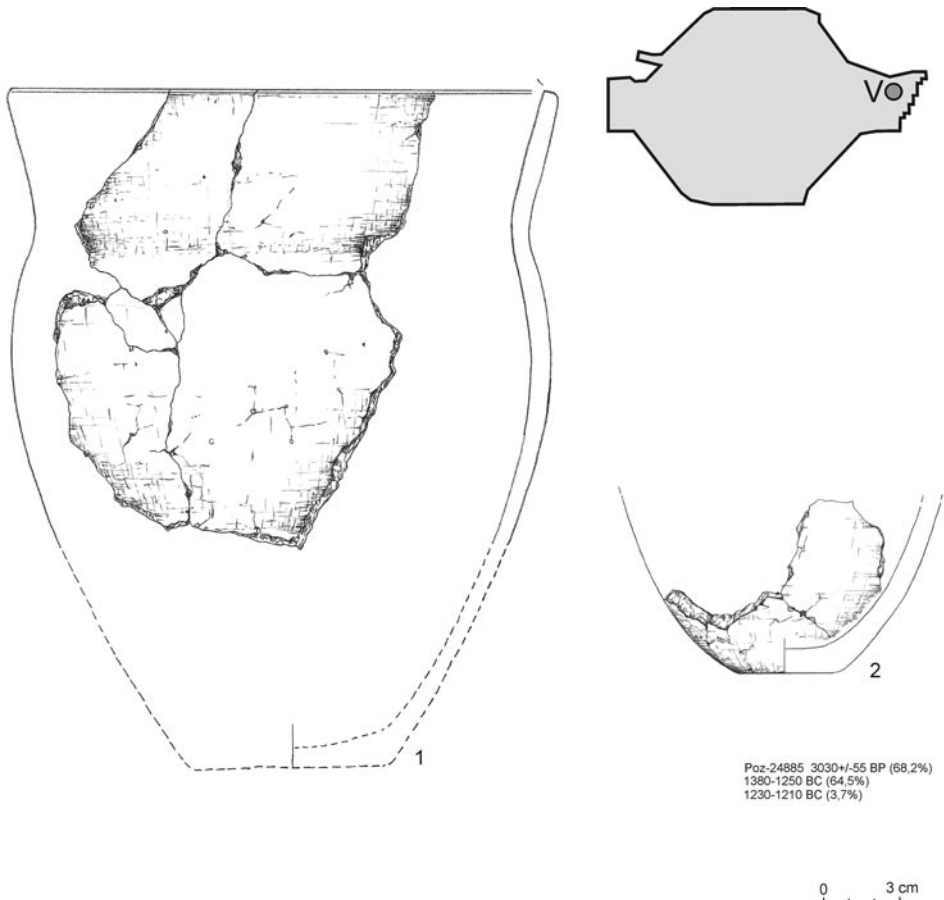 V
1
2
Poz-24885 3030+/-55 BP (68,2%)
1380-1250 BC (64,5%)
1230-1210 BC (3,7%)
0 3 cm